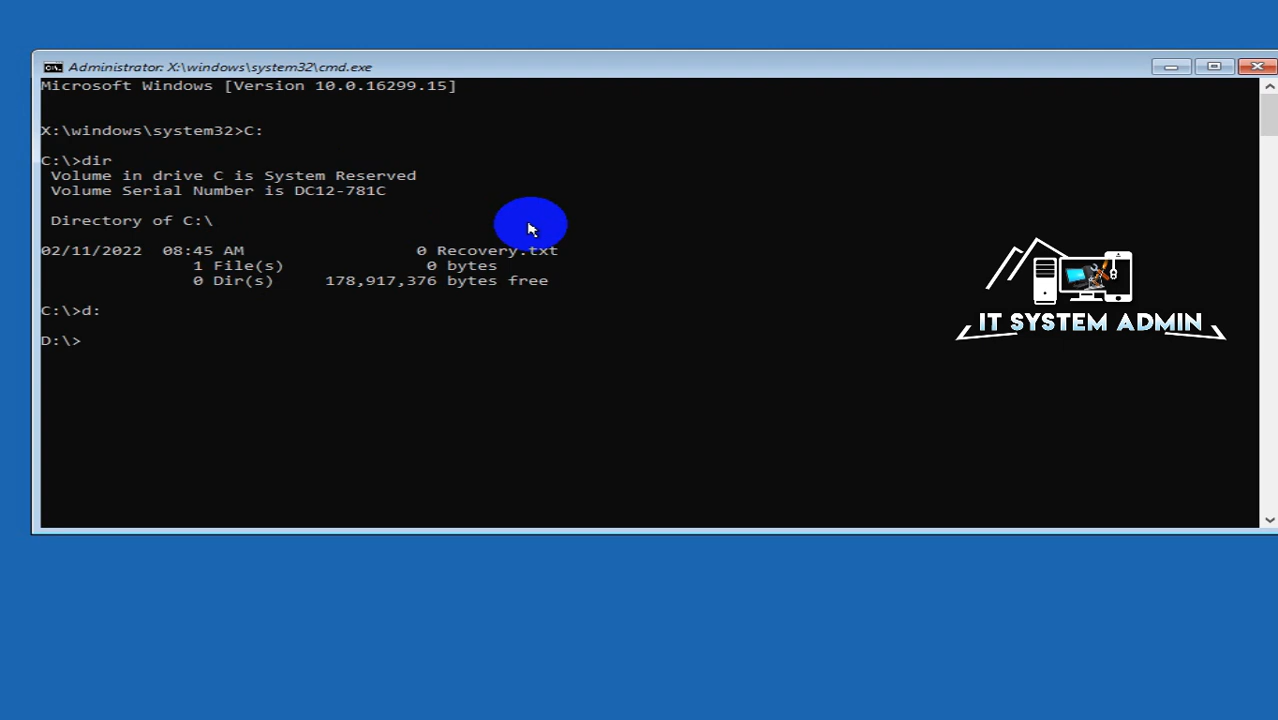 Administrator: X:\windows\system32\cmd.exe
Microsoft Windows [Version 10.0.16299.15]
X:\windows\system32>C:
C:\>dir
Volume in drive C is System Reserved
Volume Serial Number is DC12-781C
Directory of C:\
02/11/2022  08:45 AM                 0 Recovery.txt
               1 File(s)              0 bytes
               0 Dir(s)     178,917,376 bytes free
C:\>d:
D:\>
IT SYSTEM ADMIN